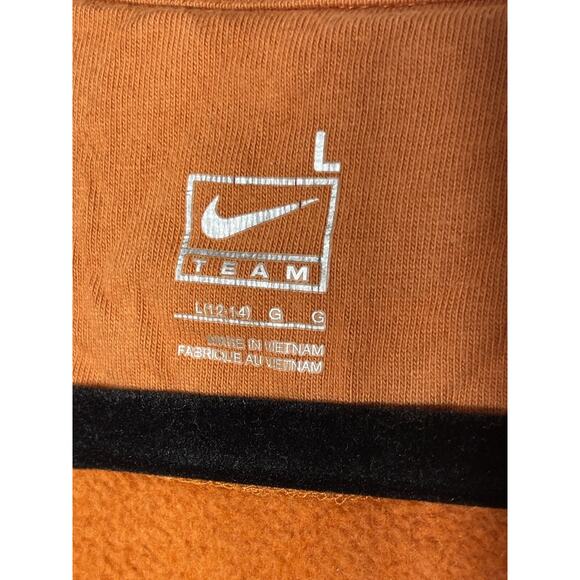 L
TEAM
L(12-14) G G
MADE IN VIETNAM
FABRIQUE AU VIETNAM